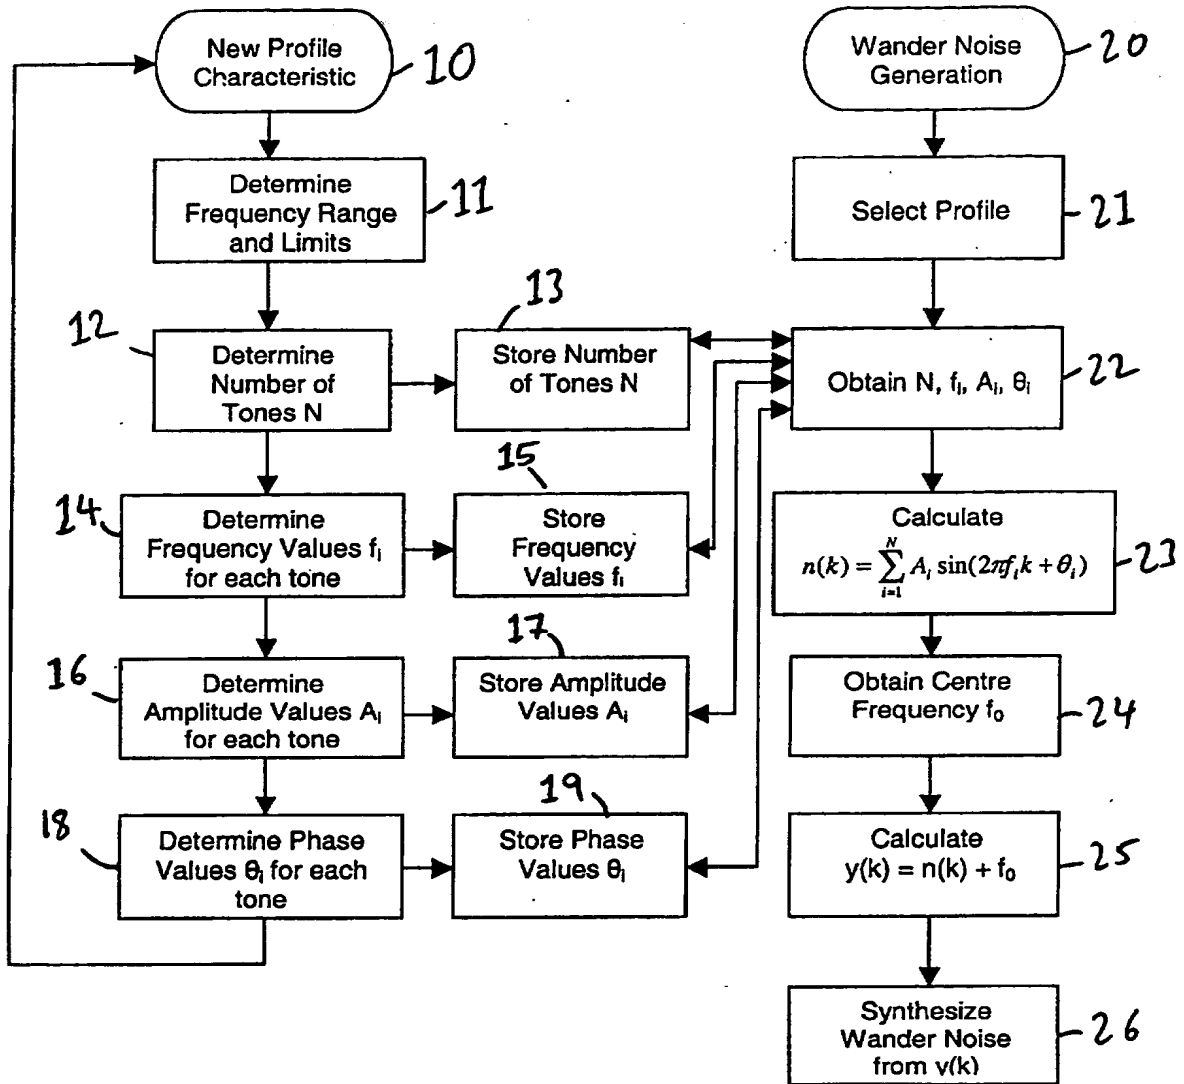 New Profile
Characteristic
10
Determine
Frequency Range
and Limits
11
12
Determine
Number of
Tones N
13
Store Number
of Tones N
14
Determine
Frequency Values fᵢ
for each tone
15
Store
Frequency
Values fᵢ
16
Determine
Amplitude Values Aᵢ
for each tone
17
Store Amplitude
Values Aᵢ
18
Determine Phase
Values θᵢ for each
tone
19
Store Phase
Values θᵢ
Wander Noise
Generation
20
Select Profile
21
Obtain N, fᵢ, Aᵢ, θᵢ
22
Calculate
n(k) = ∑ᵢ₌₁ᴺ Aᵢ sin(2πfᵢk + θᵢ)
23
Obtain Centre
Frequency f₀
24
Calculate
y(k) = n(k) + f₀
25
Synthesize
Wander Noise
from y(k)
26